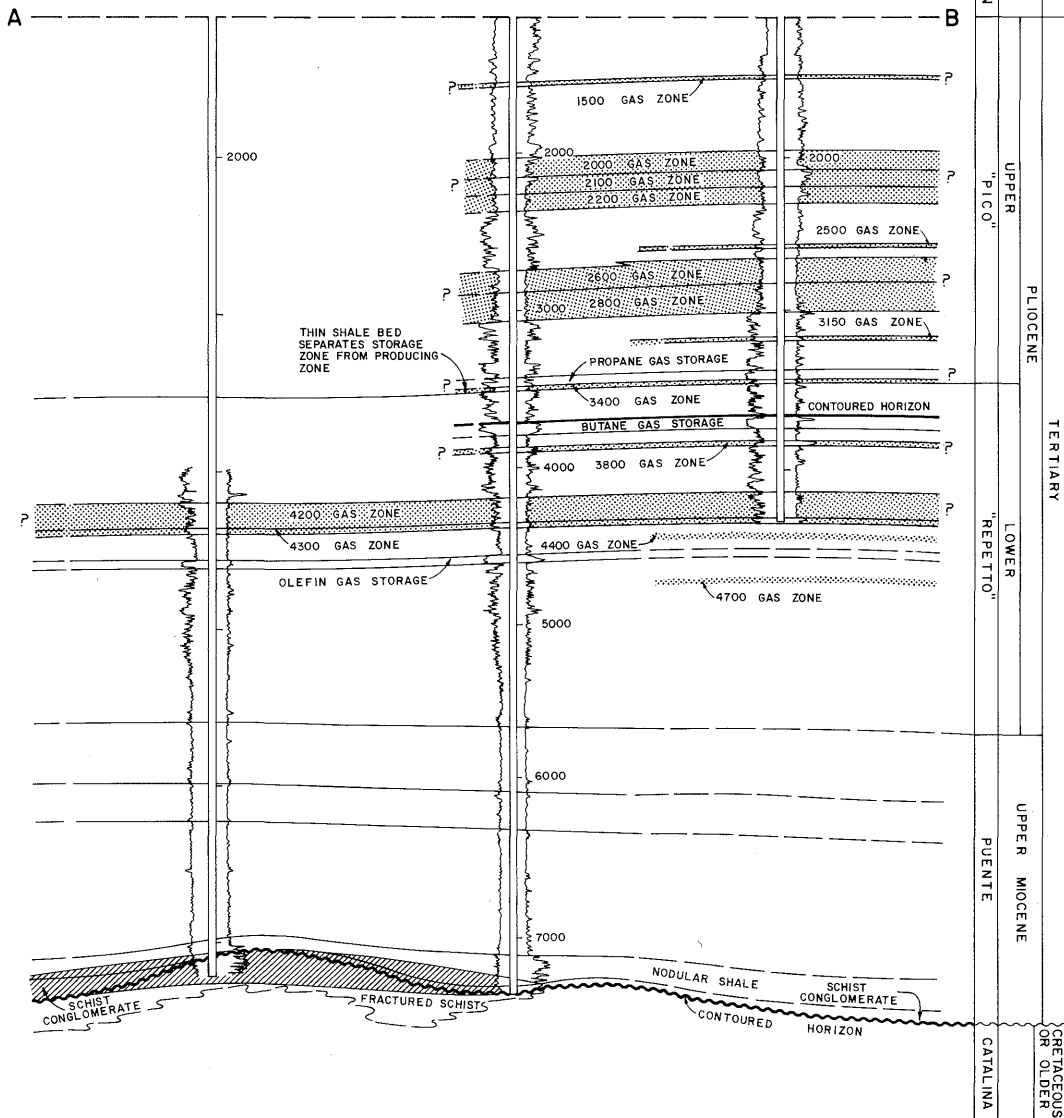 A
B
N
?
1500 GAS ZONE
?
2000
2000
2000
2000 GAS ZONE
?
2100 GAS ZONE
?
2200 GAS ZONE
UPPER
"PICO"
2500 GAS ZONE
2600 GAS ZONE
?
?
2800 GAS ZONE
3000
PLIOCENE
3150 GAS ZONE
THIN SHALE BED
SEPARATES STORAGE
ZONE FROM PRODUCING
ZONE
PROPANE GAS STORAGE
?
?
3400 GAS ZONE
CONTOURED HORIZON
BUTANE GAS STORAGE
?
?
4000
3800 GAS ZONE
TERTIARY
4200 GAS ZONE
?
?
4300 GAS ZONE
4400 GAS ZONE
OLEFIN GAS STORAGE
4700 GAS ZONE
LOWER
"REPETTO"
5000
6000
PUENTE
UPPER MIOCENE
7000
NODULAR SHALE
SCHIST
CONGLOMERATE
SCHIST
CONGLOMERATE
FRACTURED SCHIST
CONTOURED HORIZON
CATALINA
CRETACEOUS
OR OLDER